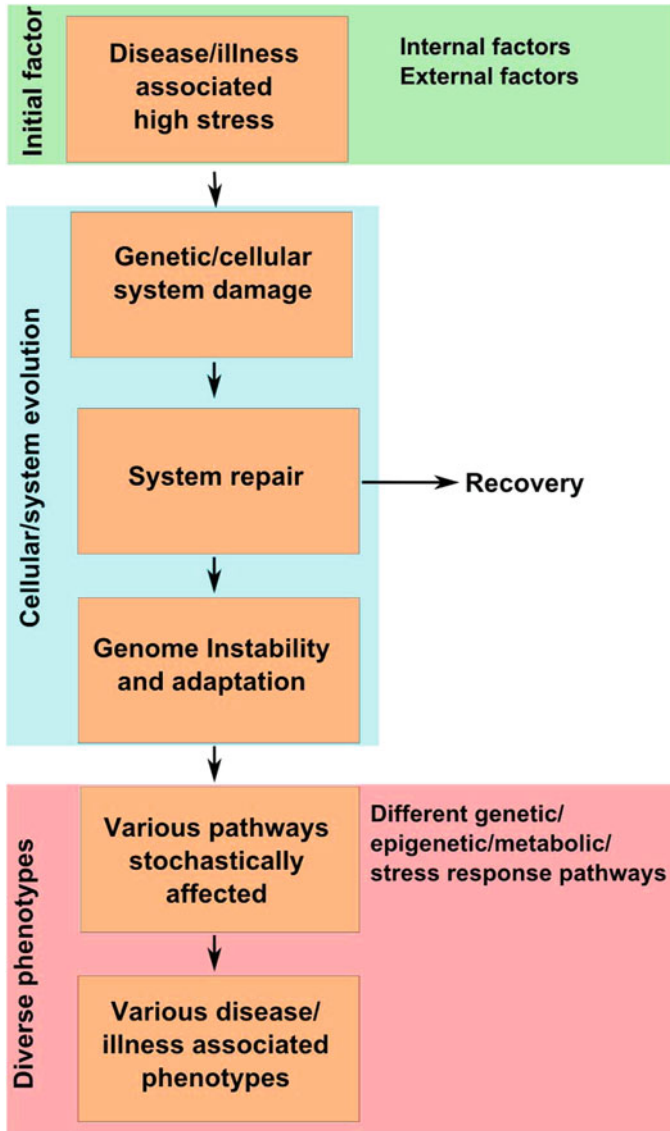 Initial factor
Disease/illness
associated
high stress
Internal factors
External factors
Cellular/system evolution
Genetic/cellular
system damage
System repair
Recovery
Genome Instability
and adaptation
Diverse phenotypes
Various pathways
stochastically
affected
Different genetic/
epigenetic/metabolic/
stress response pathways
Various disease/
illness associated
phenotypes